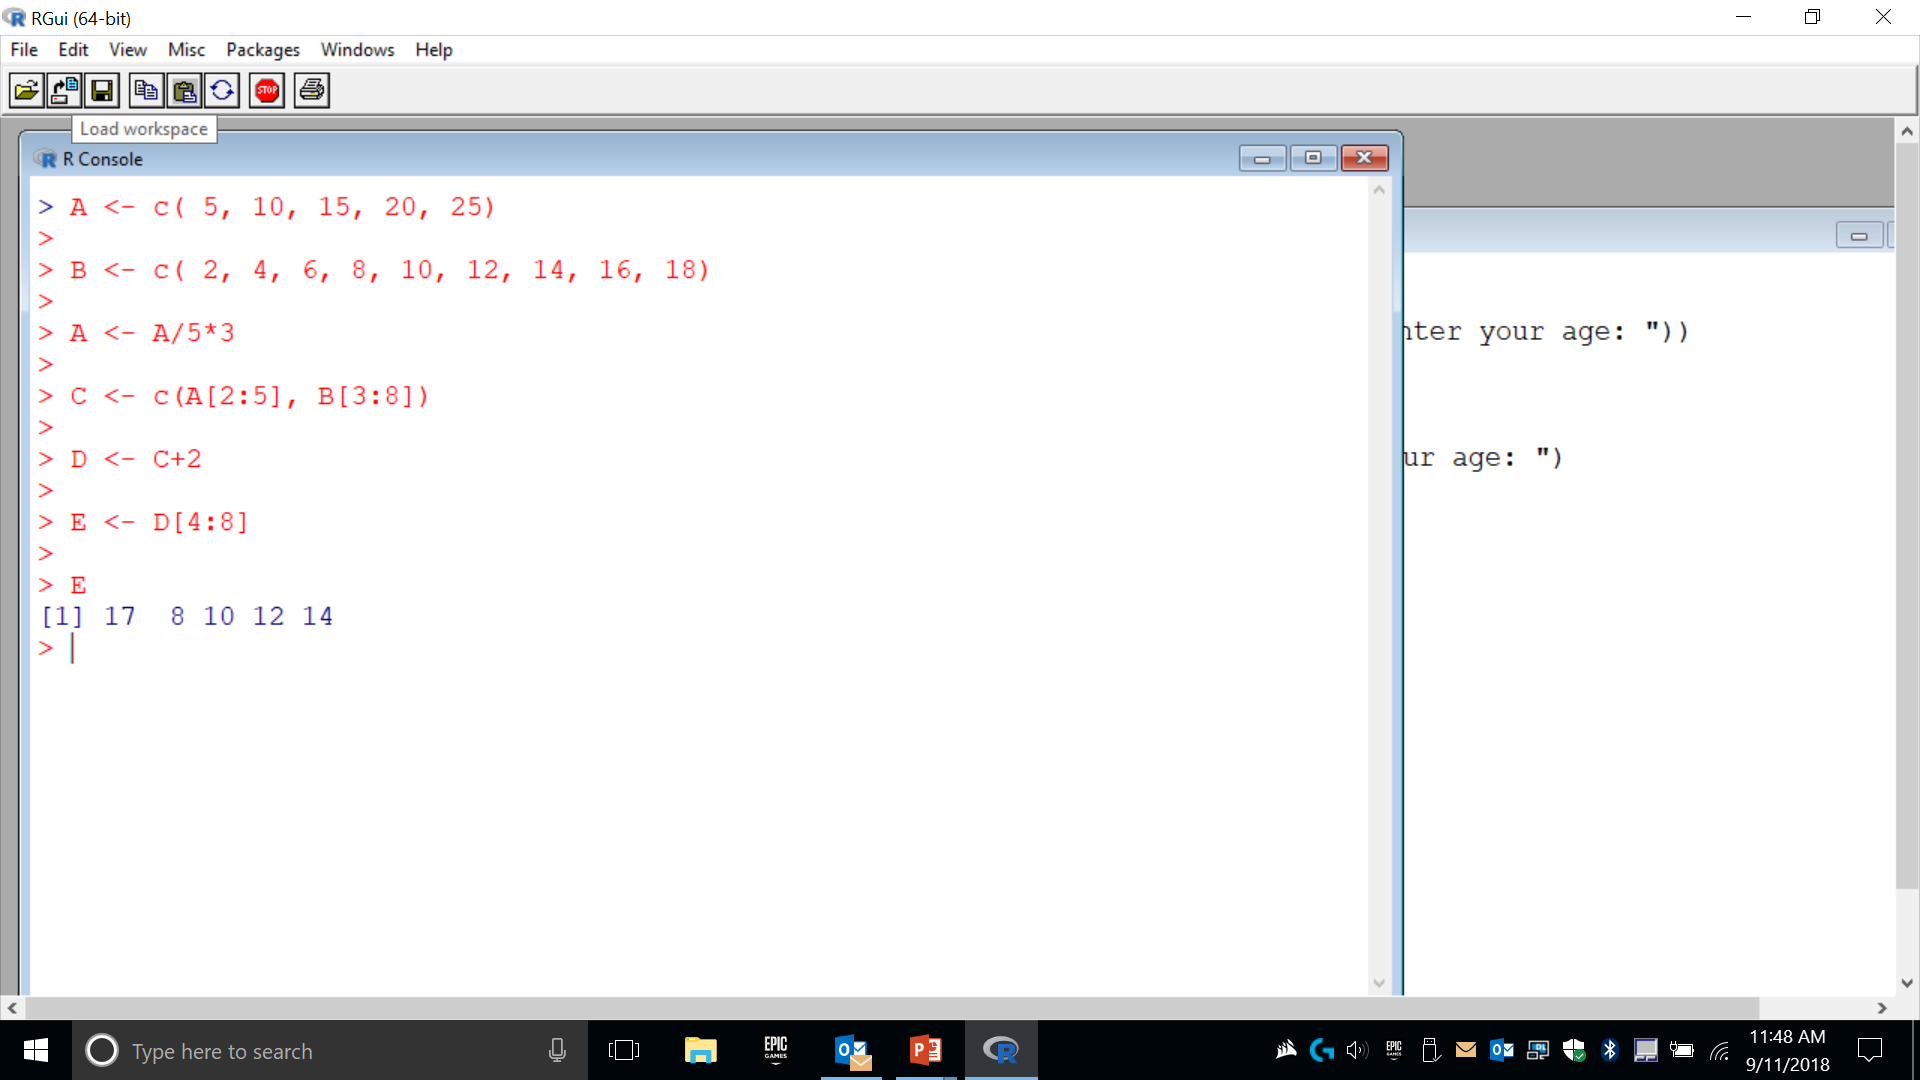 RGui (64-bit)
File Edit View Misc Packages Windows Help
STOP
Load workspace
R Console
> A <- c( 5, 10, 15, 20, 25)
>
> B <- c( 2, 4, 6, 8, 10, 12, 14, 16, 18)
>
> A <- A/5*3
>
> C <- c(A[2:5], B[3:8])
>
> D <- C+2
>
> E <- D[4:8]
>
> E
[1] 17  8 10 12 14
>
nter your age: "))
ur age: ")
Type here to search
EPIC GAMES
11:48 AM
9/11/2018